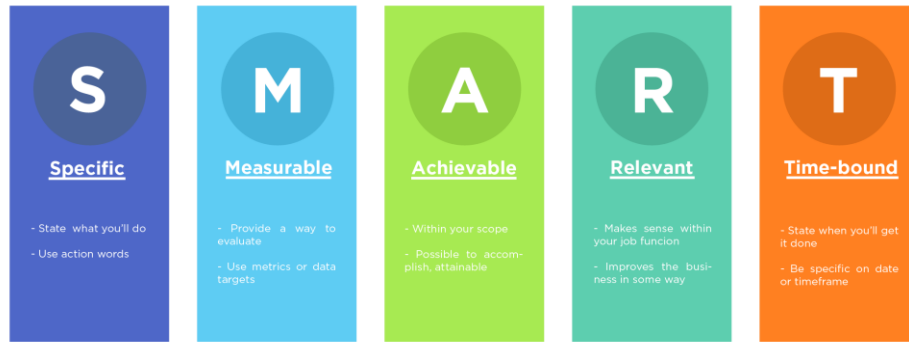 S
Specific
- State what you'll do
- Use action words
M
Measurable
- Provide a way to
evaluate
- Use metrics or data
targets
A
Achievable
- Within your scope
- Possible to accom-
plish, attainable
R
Relevant
- Makes sense within
your job funcion
- Improves the busi-
ness in some way
T
Time-bound
- State when you'll get
it done
- Be specific on date
or timeframe